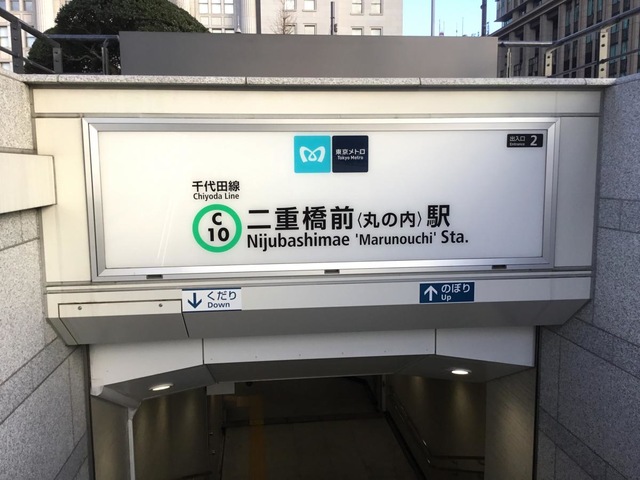 東京メトロ
Tokyo Metro
出入口
Entrance
2
千代田線
Chiyoda Line
C
10
二重橋前〈丸の内〉駅
Nijubashimae 'Marunouchi' Sta.
↓くだり
Down
↑のぼり
Up